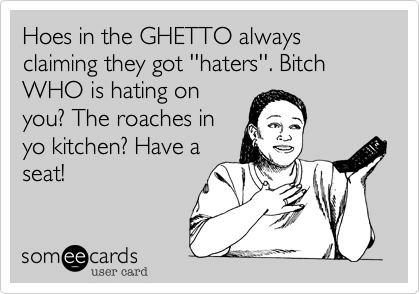 Hoes in the GHETTO always
claiming they got "haters". Bitch
WHO is hating on
you? The roaches in
yo kitchen? Have a
seat!
someecards
user card